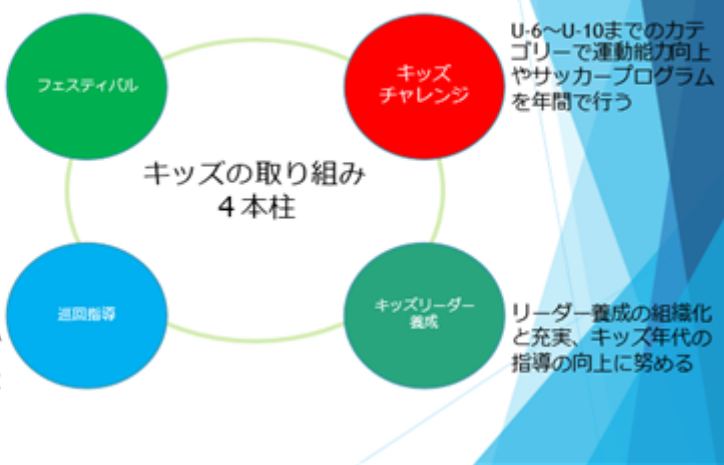 フェスティバル
キッズ
チャレンジ
U-6～U-10までのカテ
ゴリーで運動能力向上
やサッカープログラム
を年間で行う
キッズの取り組み
４本柱
巡回指導
キッズリーダー
養成
リーダー養成の組織化
と充実、キッズ年代の
指導の向上に努める